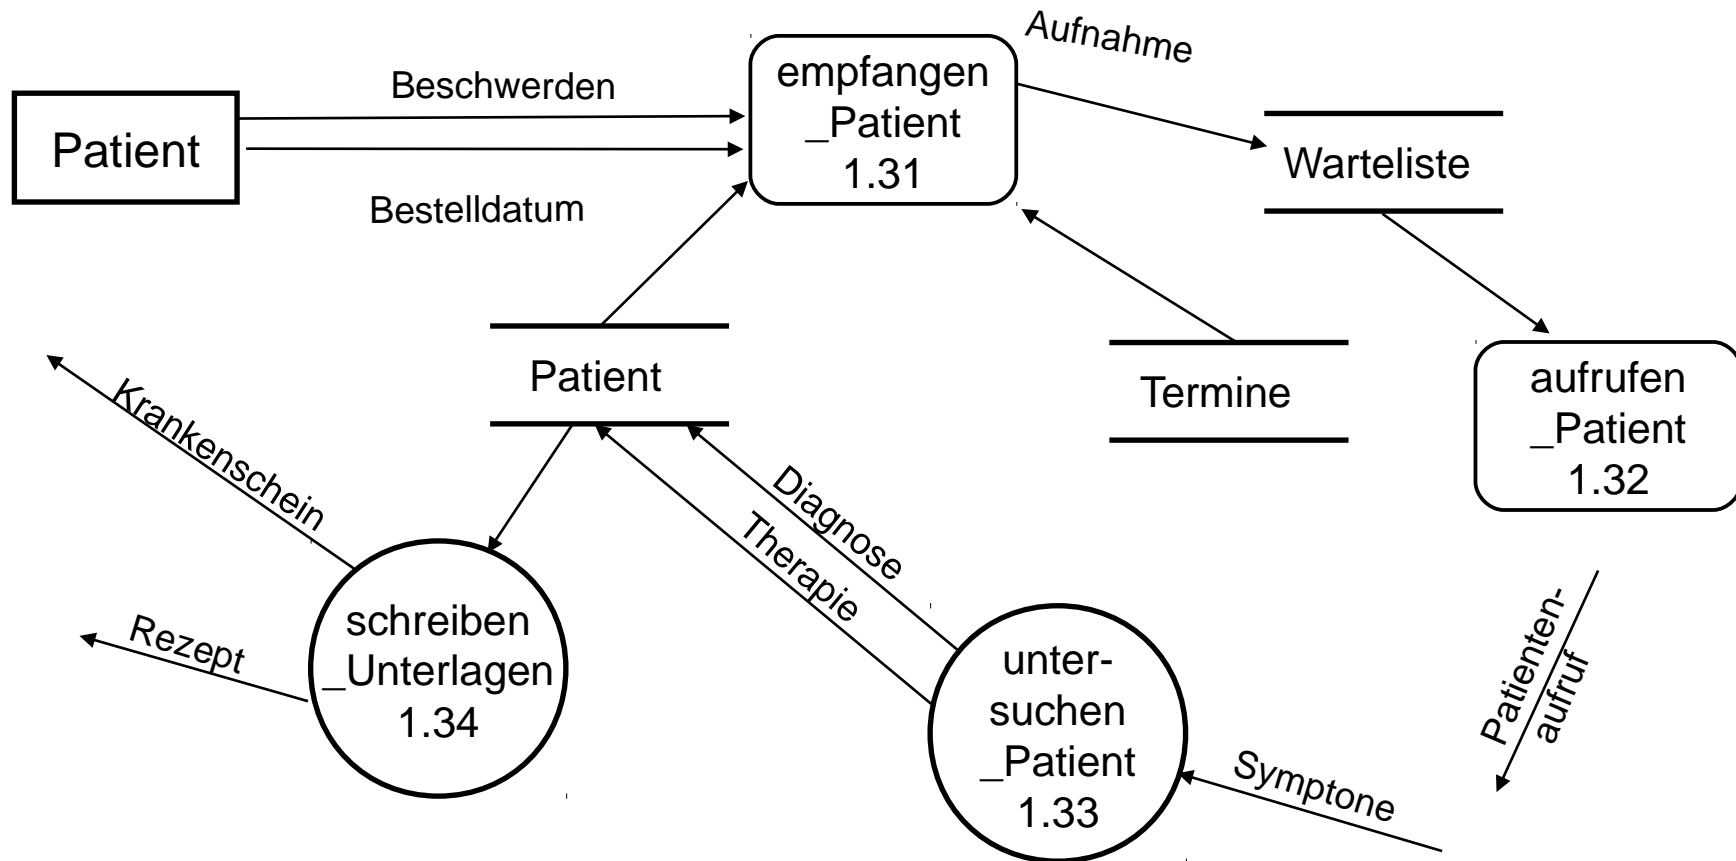 Aufnahme
empfangen
_Patient
1.31
Beschwerden
Patient
Warteliste
Bestelldatum
Patient
Termine
aufrufen
_Patient
1.32
Krankenschein
Diagnose
Therapie
schreiben
_Unterlagen
1.34
Rezept
unter-
suchen
_Patient
1.33
Patienten-
aufruf
Symptone